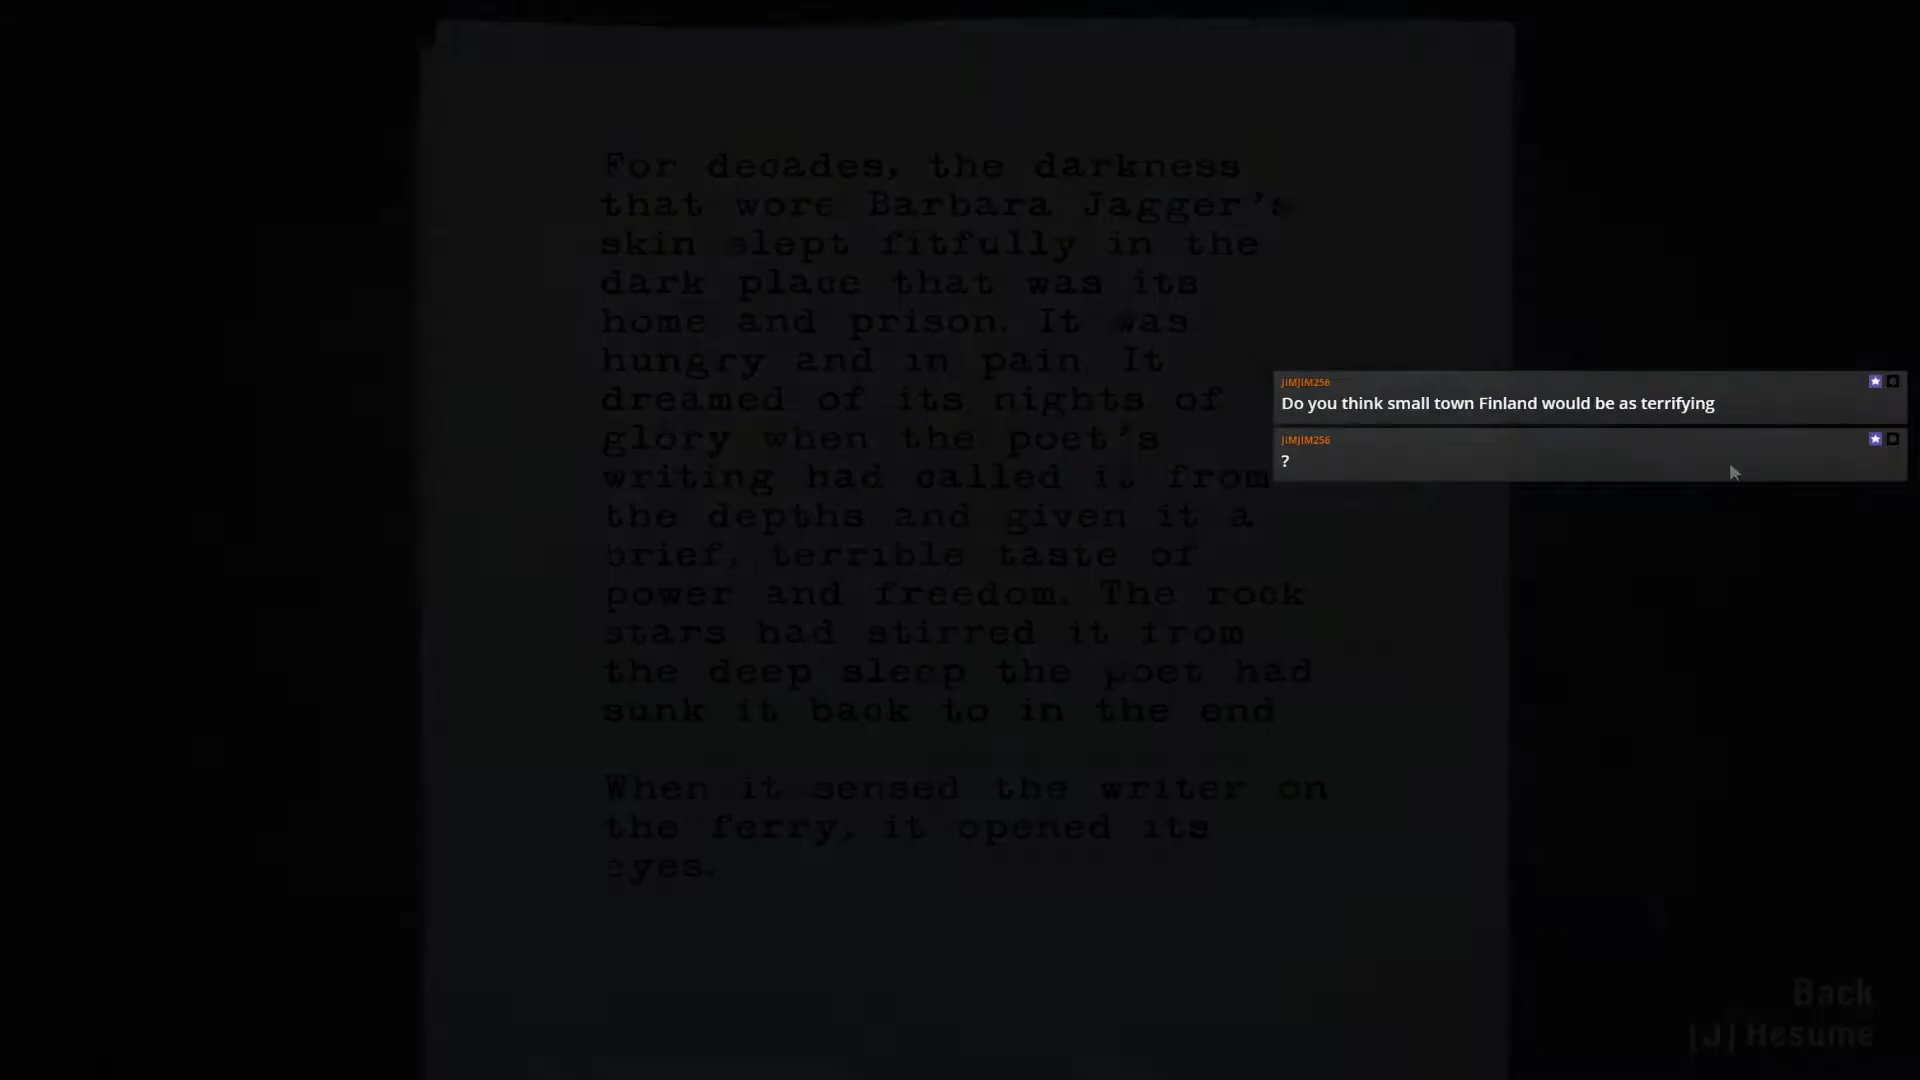 For decades, the darkness
that wore Barbara Jagger's
skin slept fitfully in the
dark place that was its
home and prison. It was
hungry and in pain. It
dreamed of its nights of
glory when the poet's
writing had called it from
the depths and given it a
brief, terrible taste of
power and freedom. The rock
stars had stirred it from
the deep sleep the poet had
sunk it back to in the end
When it sensed the writer on
the ferry, it opened its
eyes.
JIMJIM256
Do you think small town Finland would be as terrifying
JIMJIM256
?
Back
[J] Resume